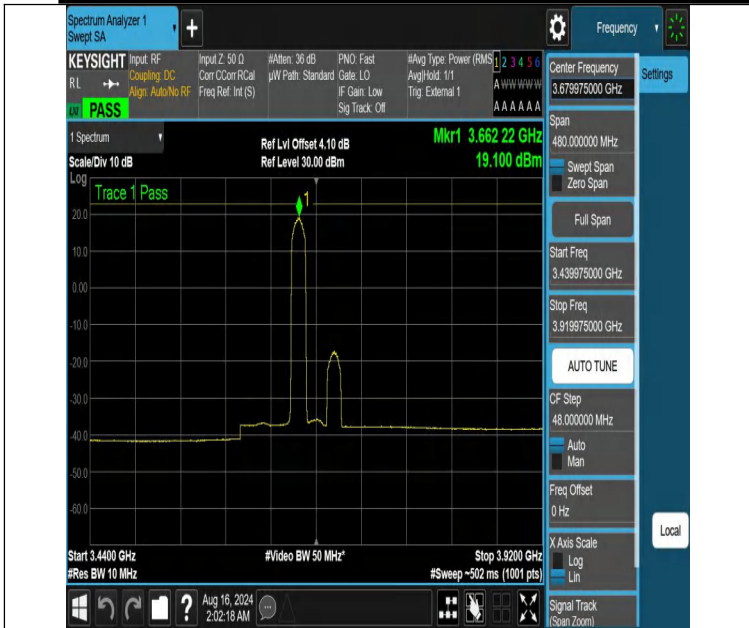 Spectrum Analyzer 1
Swept SA
+
Frequency
KEYSIGHT
RL
LXI
PASS
Input: RF
Coupling: DC
Align: Auto/No RF
Input Z: 50 Ω
Corr CCorr RCal
Freq Ref: Int (S)
#Atten: 36 dB
µW Path: Standard
PNO: Fast
Gate: LO
IF Gain: Low
Sig Track: Off
#Avg Type: Power (RMS
Avg|Hold: 1/1
Trig: External 1
1 2 3 4 5 6
A W W W W W
A A A A A A
1 Spectrum
Scale/Div 10 dB
Ref Lvl Offset 4.10 dB
Ref Level 30.00 dBm
Mkr1 3.662 22 GHz
19.100 dBm
Log
Trace 1 Pass
1
20.0
10.0
0.00
-10.0
-20.0
-30.0
-40.0
-50.0
-60.0
Start 3.4400 GHz
#Video BW 50 MHz*
Stop 3.9200 GHz
#Res BW 10 MHz
#Sweep ~502 ms (1001 pts)
?
Aug 16, 2024
2:02:18 AM
Center Frequency
3.679975000 GHz
Settings
Span
480.000000 MHz
Swept Span
Zero Span
Full Span
Start Freq
3.439975000 GHz
Stop Freq
3.919975000 GHz
AUTO TUNE
CF Step
48.000000 MHz
Auto
Man
Freq Offset
0 Hz
Local
X Axis Scale
Log
Lin
Signal Track
(Span Zoom)